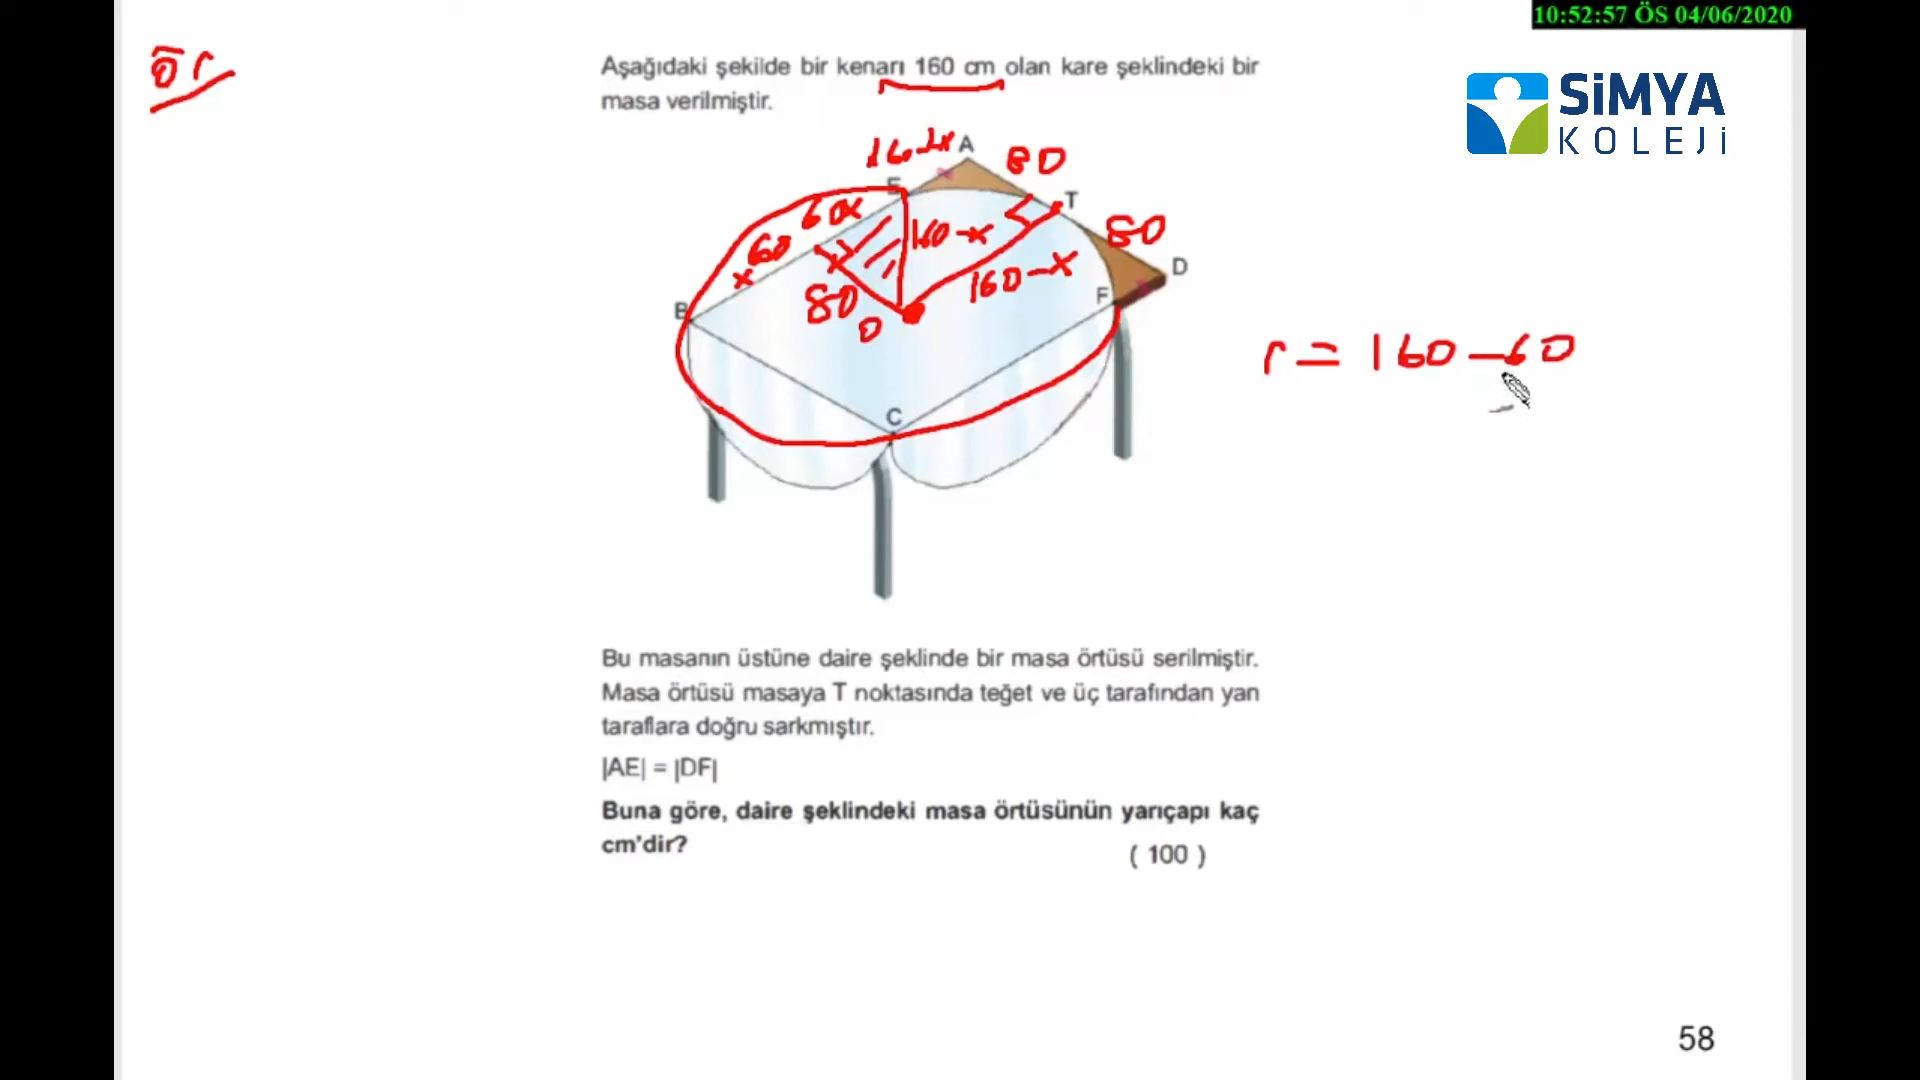 10:52:57 ÖS 04/06/2020
ör
Aşağıdaki şekilde bir kenarı 160 cm olan kare şeklindeki bir
masa verilmiştir.
SiMYA
KOLEJi
A
80
E
T
60x
160-x
80
60
x
D
160-x
80
F
B
O
r = 160-60
C
Bu masanın üstüne daire şeklinde bir masa örtüsü serilmiştir.
Masa örtüsü masaya T noktasında teğet ve üç tarafından yan
taraflara doğru sarkmıştır.
|AE| = |DF|
Buna göre, daire şeklindeki masa örtüsünün yarıçapı kaç
cm'dir?
( 100 )
58